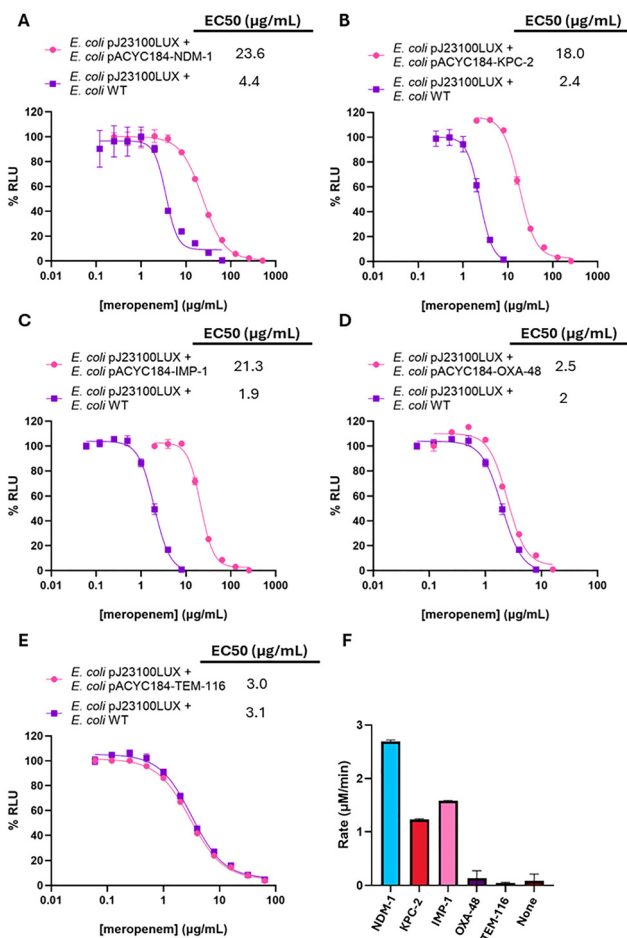 A
EC50 (µg/mL)
E. coli pJ23100LUX +
E. coli pACYC184-NDM-1
23.6
E. coli pJ23100LUX +
E. coli WT
4.4
% RLU
120
100
80
60
40
20
0
0.01 0.1 1 10 100 1000
[meropenem] (µg/mL)
B
EC50 (µg/mL)
E. coli pJ23100LUX +
E. coli pACYC184-KPC-2
18.0
E. coli pJ23100LUX +
E. coli WT
2.4
% RLU
120
100
80
60
40
20
0
0.01 0.1 1 10 100 1000
[meropenem] (µg/mL)
C
EC50 (µg/mL)
E. coli pJ23100LUX +
E. coli pACYC184-IMP-1
21.3
E. coli pJ23100LUX +
E. coli WT
1.9
% RLU
120
100
80
60
40
20
0
0.01 0.1 1 10 100 1000
[meropenem] (µg/mL)
D
EC50 (µg/mL)
E. coli pJ23100LUX +
E. coli pACYC184-OXA-48
2.5
E. coli pJ23100LUX +
E. coli WT
2
% RLU
120
100
80
60
40
20
0
0.01 0.1 1 10 100
[meropenem] (µg/mL)
E
EC50 (µg/mL)
E. coli pJ23100LUX +
E. coli pACYC184-TEM-116
3.0
E. coli pJ23100LUX +
E. coli WT
3.1
% RLU
120
100
80
60
40
20
0
0.01 0.1 1 10 100
[meropenem] (µg/mL)
F
Rate (µM/min)
3
2
1
0
NDM-1
KPC-2
IMP-1
OXA-48
TEM-116
None